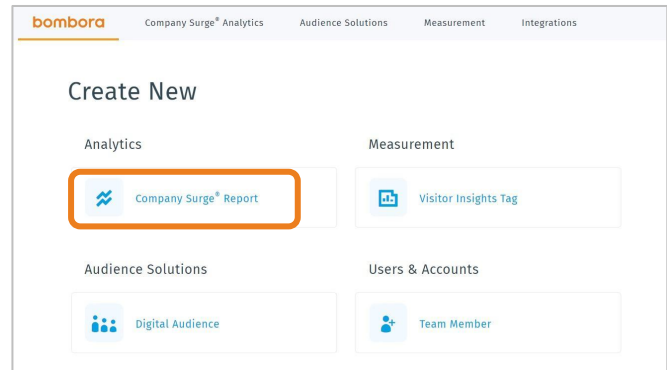 bombora Company Surge® Analytics Audience Solutions Measurement Integrations
Create New
Analytics
Company Surge® Report
Measurement
Visitor Insights Tag
Audience Solutions
Digital Audience
Users & Accounts
Team Member